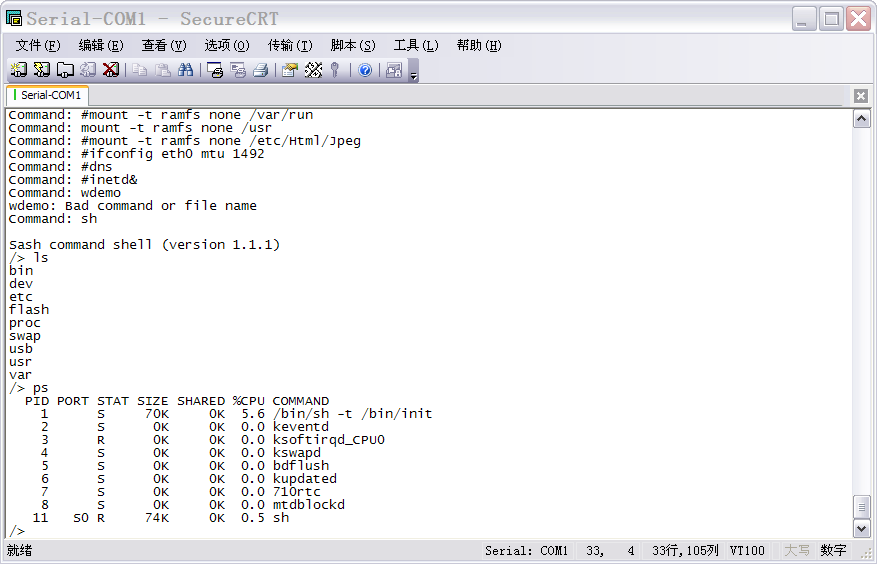 Serial-COM1 - SecureCRT
文件(F) 编辑(E) 查看(V) 选项(O) 传输(T) 脚本(S) 工具(L) 帮助(H)
Serial-COM1
Command: #mount -t ramfs none /var/run
Command: mount -t ramfs none /usr
Command: #mount -t ramfs none /etc/Html/Jpeg
Command: #ifconfig eth0 mtu 1492
Command: #dns
Command: #inetd&
Command: wdemo
wdemo: Bad command or file name
Command: sh
Sash command shell (version 1.1.1)
/> ls
bin
dev
etc
flash
proc
swap
usb
usr
var
/> ps
PID PORT STAT SIZE SHARED %CPU COMMAND
1 S 70K 0K 5.6 /bin/sh -t /bin/init
2 S 0K 0K 0.0 keventd
3 R 0K 0K 0.0 ksoftirqd_CPU0
4 S 0K 0K 0.0 kswapd
5 S 0K 0K 0.0 bdflush
6 S 0K 0K 0.0 kupdated
7 S 0K 0K 0.0 710rtc
8 S 0K 0K 0.0 mtdblockd
11 S0 R 74K 0K 0.5 sh
/>
就绪 Serial: COM1 33, 4 33行,105列 VT100 大写 数字